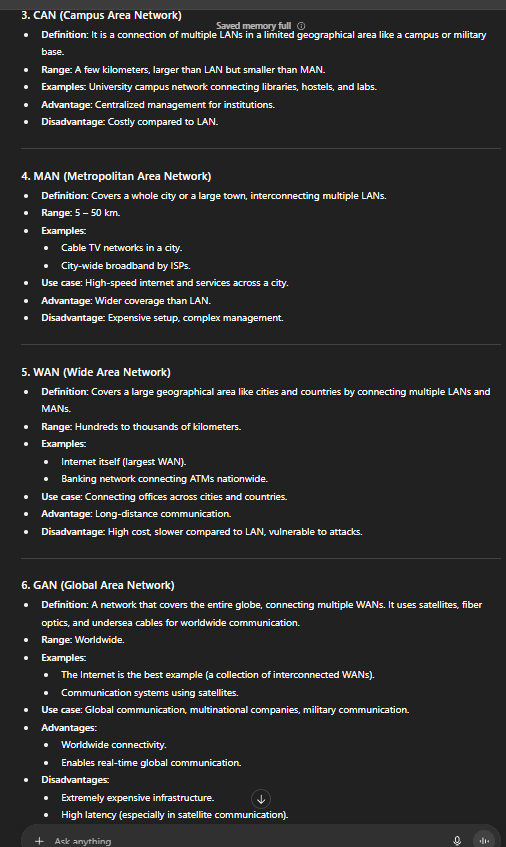 3. CAN (Campus Area Network)
Saved memory full
Definition: It is a connection of multiple LANs in a limited geographical area like a campus or military
base.
Range: A few kilometers, larger than LAN but smaller than MAN.
Examples: University campus network connecting libraries, hostels, and labs.
Advantage: Centralized management for institutions.
Disadvantage: Costly compared to LAN.
4. MAN (Metropolitan Area Network)
Definition: Covers a whole city or a large town, interconnecting multiple LANs.
Range: 5 – 50 km.
Examples:
Cable TV networks in a city.
City-wide broadband by ISPs.
Use case: High-speed internet and services across a city.
Advantage: Wider coverage than LAN.
Disadvantage: Expensive setup, complex management.
5. WAN (Wide Area Network)
Definition: Covers a large geographical area like cities and countries by connecting multiple LANs and
MANs.
Range: Hundreds to thousands of kilometers.
Examples:
Internet itself (largest WAN).
Banking network connecting ATMs nationwide.
Use case: Connecting offices across cities and countries.
Advantage: Long-distance communication.
Disadvantage: High cost, slower compared to LAN, vulnerable to attacks.
6. GAN (Global Area Network)
Definition: A network that covers the entire globe, connecting multiple WANs. It uses satellites, fiber
optics, and undersea cables for worldwide communication.
Range: Worldwide.
Examples:
The Internet is the best example (a collection of interconnected WANs).
Communication systems using satellites.
Use case: Global communication, multinational companies, military communication.
Advantages:
Worldwide connectivity.
Enables real-time global communication.
Disadvantages:
Extremely expensive infrastructure.
High latency (especially in satellite communication).
Ask anything